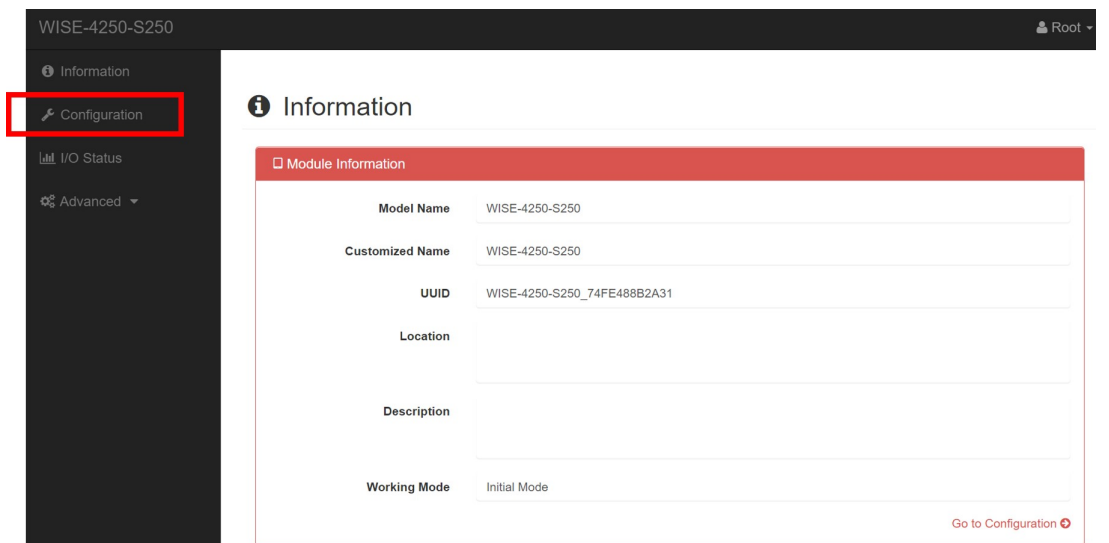 WISE-4250-S250
Root
Information
Configuration
I/O Status
Advanced
Information
Module Information
Model Name WISE-4250-S250
Customized Name WISE-4250-S250
UUID WISE-4250-S250_74FE488B2A31
Location
Description
Working Mode Initial Mode
Go to Configuration